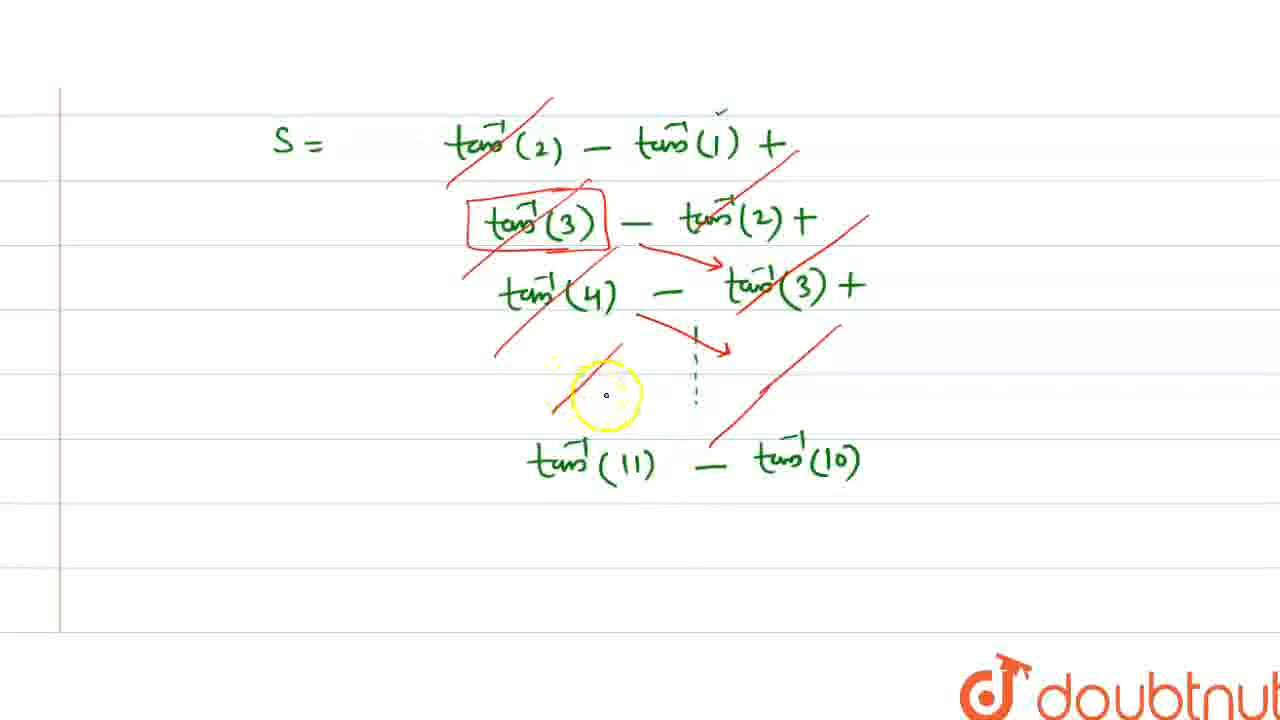 S = tan⁻¹(2) − tan⁻¹(1) +
tan⁻¹(3) − tan⁻¹(2) +
tan⁻¹(4) − tan⁻¹(3) +
tan⁻¹(11) − tan⁻¹(10)
doubtnut